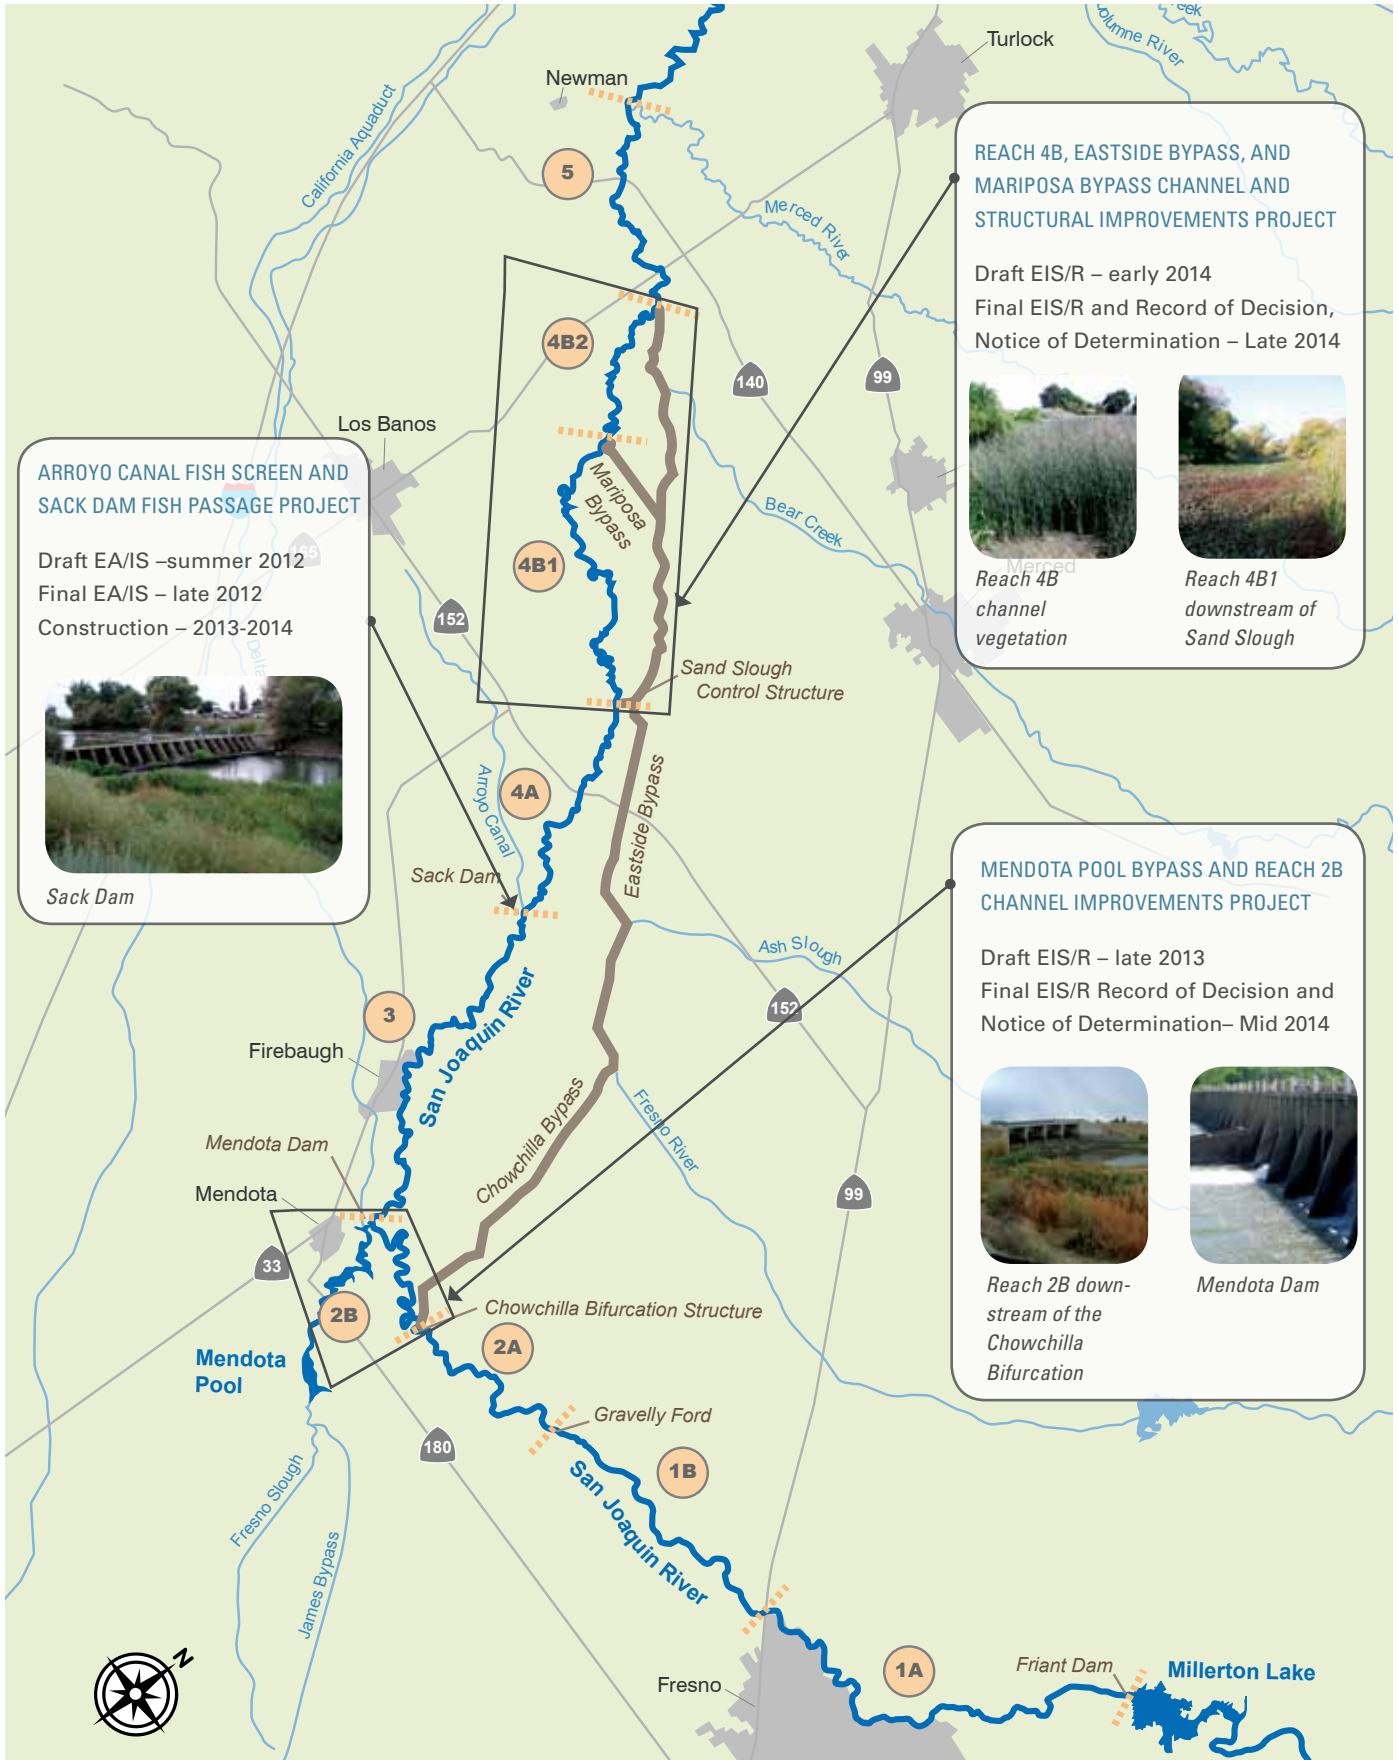 Turlock
Newman
California Aquaduct
columne River
5
Merced River
REACH 4B, EASTSIDE BYPASS, AND
MARIPOSA BYPASS CHANNEL AND
STRUCTURAL IMPROVEMENTS PROJECT
Draft EIS/R – early 2014
Final EIS/R and Record of Decision,
Notice of Determination – Late 2014
Reach 4B
channel
vegetation
Reach 4B1
downstream of
Sand Slough
Merced
4B2
140
99
Los Banos
ARROYO CANAL FISH SCREEN AND
SACK DAM FISH PASSAGE PROJECT
Draft EA/IS –summer 2012
Final EA/IS – late 2012
Construction – 2013-2014
165
Delta
Sack Dam
Mariposa
Bypass
Bear Creek
4B1
152
Sand Slough
Control Structure
4A
Arroyo Canal
Eastside Bypass
Sack Dam
Ash Slough
152
MENDOTA POOL BYPASS AND REACH 2B
CHANNEL IMPROVEMENTS PROJECT
Draft EIS/R – late 2013
Final EIS/R Record of Decision and
Notice of Determination– Mid 2014
Reach 2B down-
stream of the
Chowchilla
Bifurcation
Mendota Dam
3
Firebaugh
San Joaquin River
Chowchilla Bypass
Fresno River
Mendota Dam
Mendota
99
33
2B
Chowchilla Bifurcation Structure
2A
Mendota
Pool
Gravelly Ford
180
1B
San Joaquin River
Fresno Slough
James Bypass
N
Fresno
1A
Friant Dam
Millerton Lake